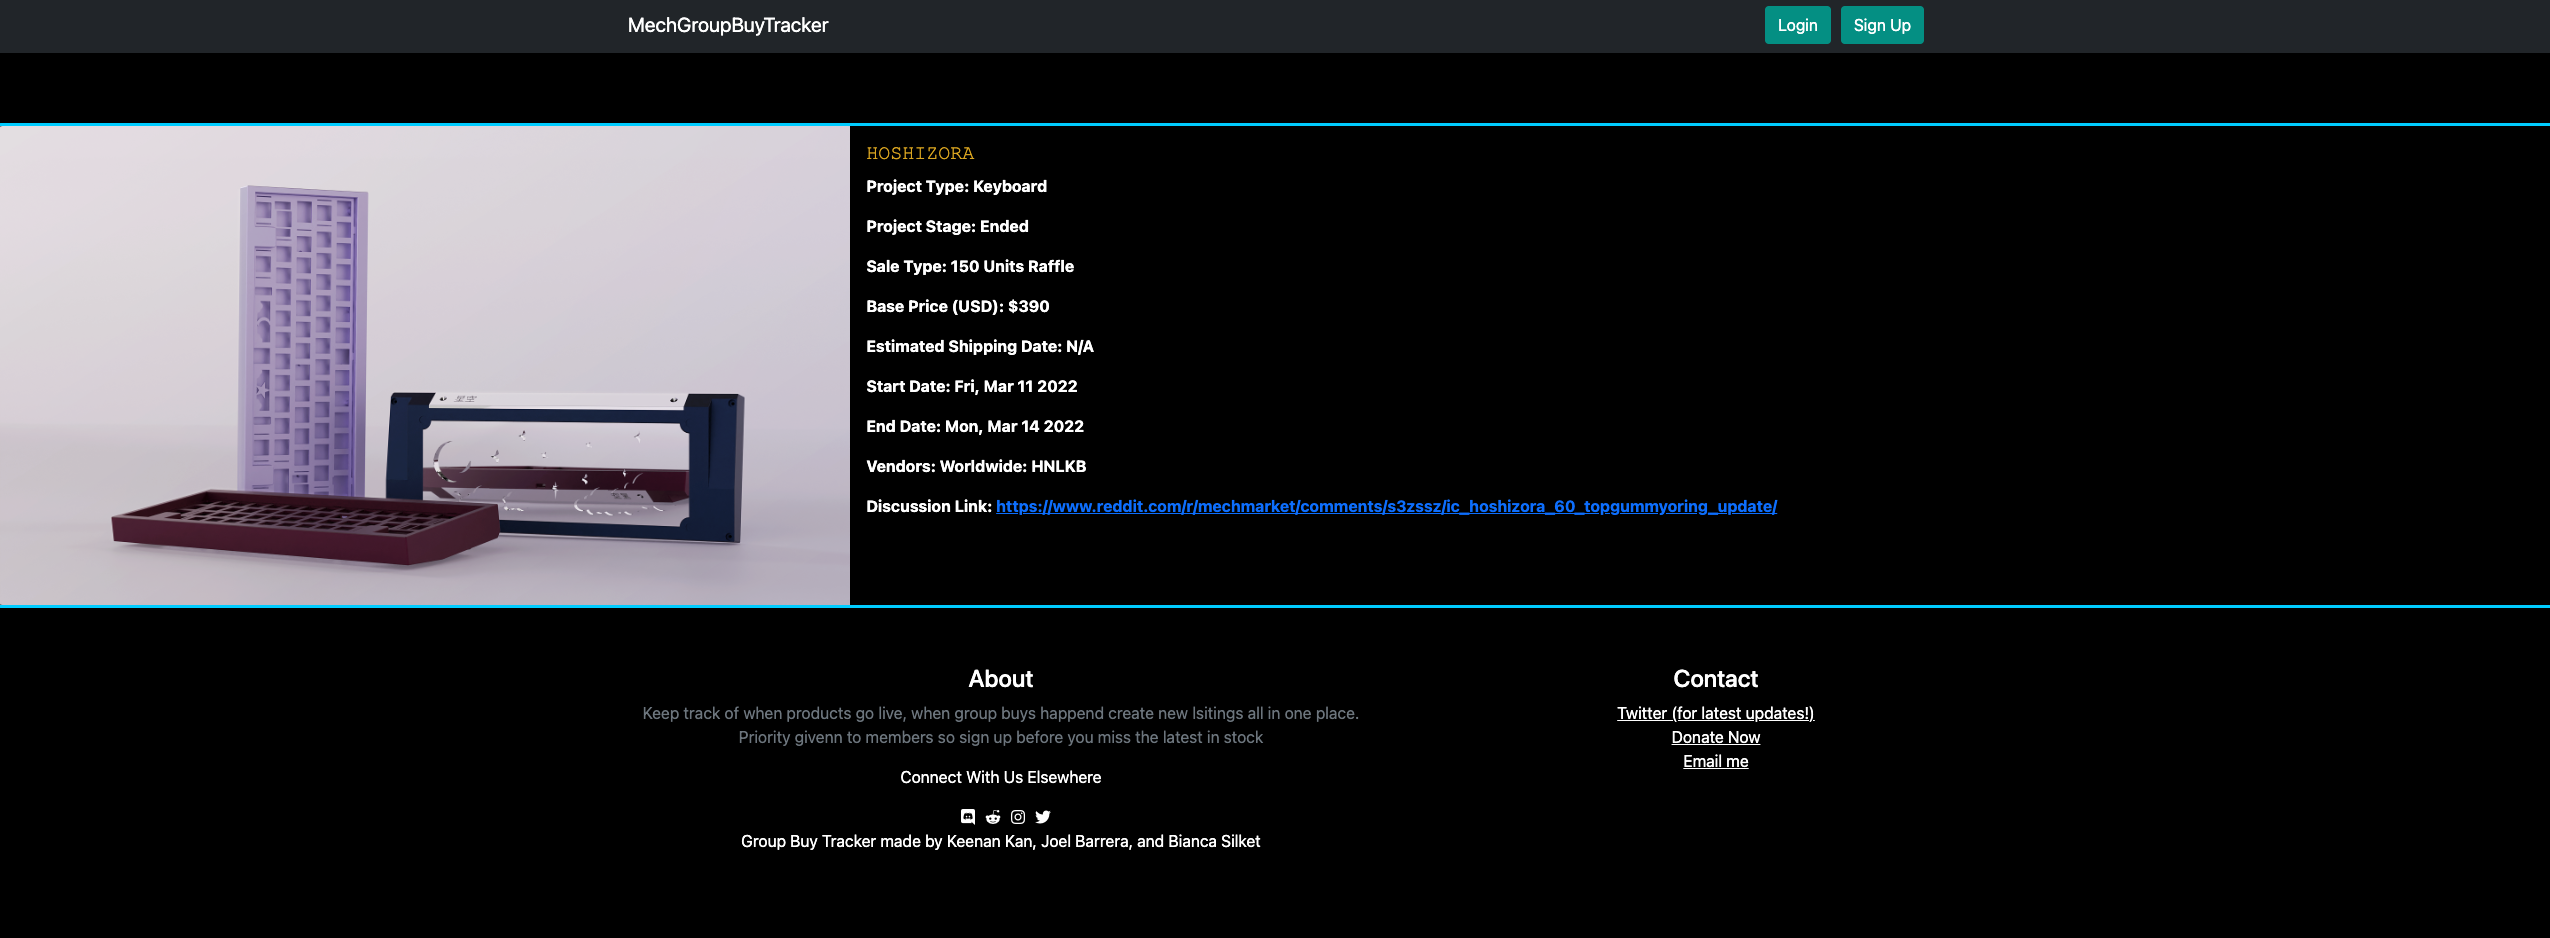 MechGroupBuyTracker
Login
Sign Up
HOSHIZORA
Project Type: Keyboard
Project Stage: Ended
Sale Type: 150 Units Raffle
Base Price (USD): $390
Estimated Shipping Date: N/A
Start Date: Fri, Mar 11 2022
End Date: Mon, Mar 14 2022
Vendors: Worldwide: HNLKB
Discussion Link: https://www.reddit.com/r/mechmarket/comments/s3zssz/ic_hoshizora_60_topgummyoring_update/
星空
About
Keep track of when products go live, when group buys happend create new lsitings all in one place.
Priority givenn to members so sign up before you miss the latest in stock
Connect With Us Elsewhere
Group Buy Tracker made by Keenan Kan, Joel Barrera, and Bianca Silket
Contact
Twitter (for latest updates!)
Donate Now
Email me